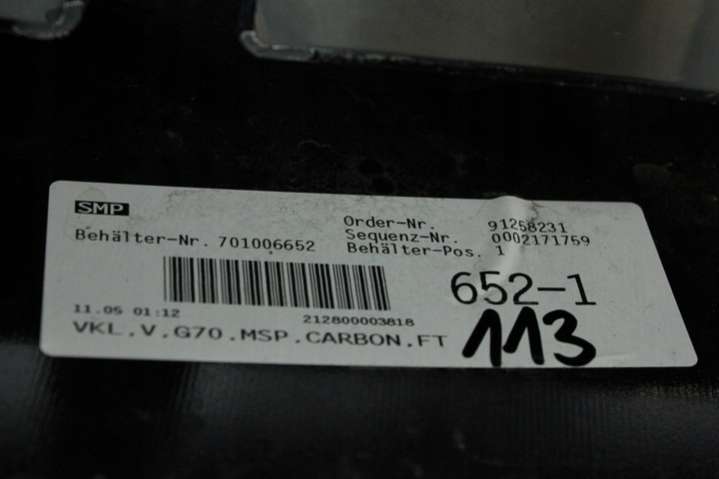 SMP
Order-Nr. 91258231
Behälter-Nr. 701006652 Sequenz-Nr. 0002171759
Behälter-Pos. 1
652-1
11.05 01:12 212800003818
VKL.V.G70.MSP.CARBON.FT
113